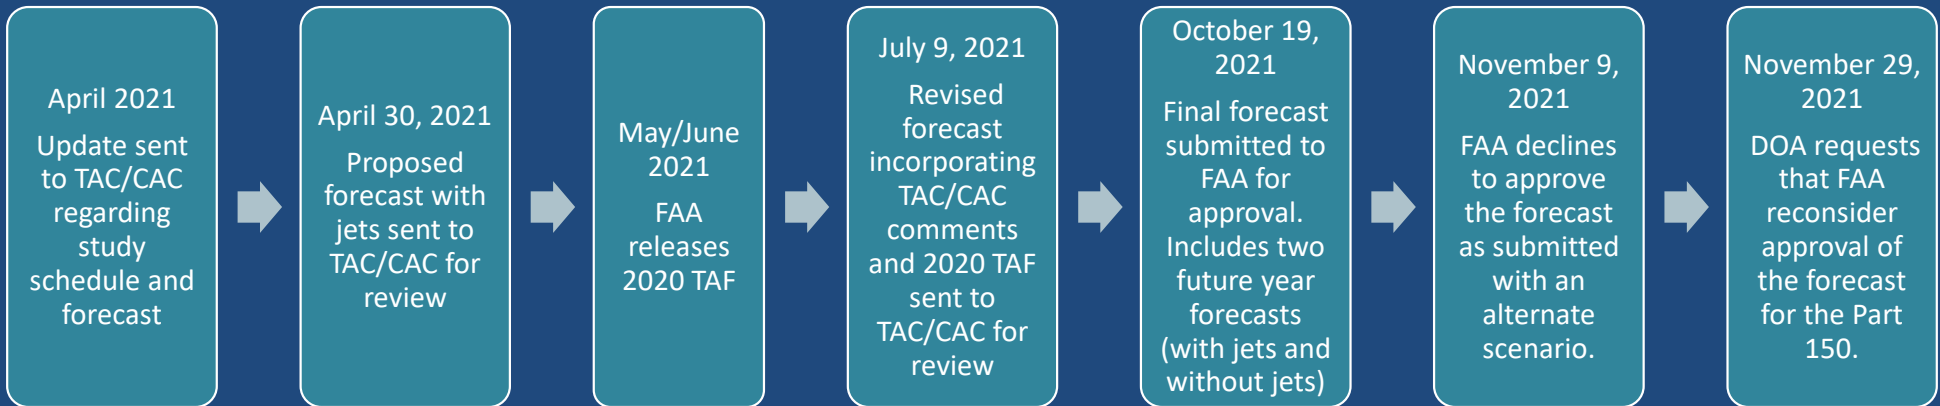 April 2021
Update sent
to TAC/CAC
regarding
study
schedule and
forecast
April 30, 2021
Proposed
forecast with
jets sent to
TAC/CAC for
review
May/June
2021
FAA
releases
2020 TAF
July 9, 2021
Revised
forecast
incorporating
TAC/CAC
comments
and 2020 TAF
sent to
TAC/CAC for
review
October 19,
2021
Final forecast
submitted to
FAA for
approval.
Includes two
future year
forecasts
(with jets and
without jets)
November 9,
2021
FAA declines
to approve
the forecast
as submitted
with an
alternate
scenario.
November 29,
2021
DOA requests
that FAA
reconsider
approval of
the forecast
for the Part
150.